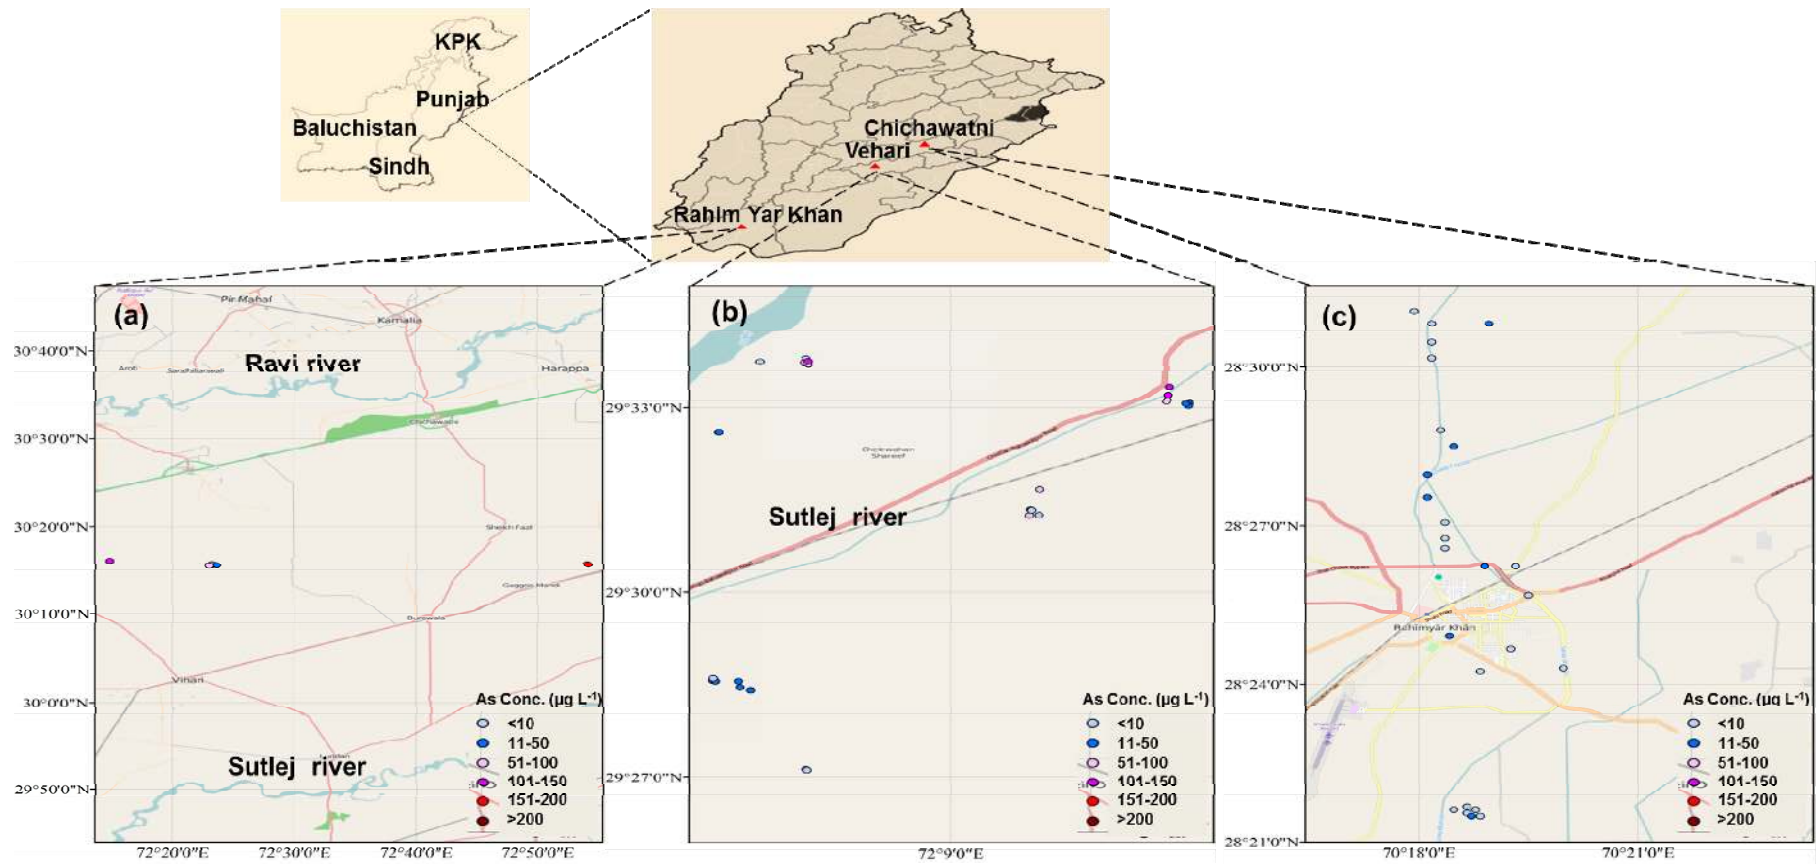 KPK
Punjab
Baluchistan
Sindh
Chichawatni
Vehari
Rahim Yar Khan
(a)
Pir Mahal
Kamalia
30°40'0"N
Ravi river
Harappa
30°30'0"N
30°20'0"N
30°10'0"N
Vihari
30°0'0"N
Sutlej river
29°50'0"N
As Conc. (µg L-1)
<10
11-50
51-100
101-150
151-200
>200
72°20'0"E 72°30'0"E 72°40'0"E 72°50'0"E
(b)
29°33'0"N
Shareef
Sutlej river
29°30'0"N
29°27'0"N
As Conc. (µg L-1)
<10
11-50
51-100
101-150
151-200
>200
72°9'0"E
(c)
28°30'0"N
28°27'0"N
Rahimyar Khan
28°24'0"N
28°21'0"N
As Conc. (µg L-1)
<10
11-50
51-100
101-150
151-200
>200
70°18'0"E 70°21'0"E